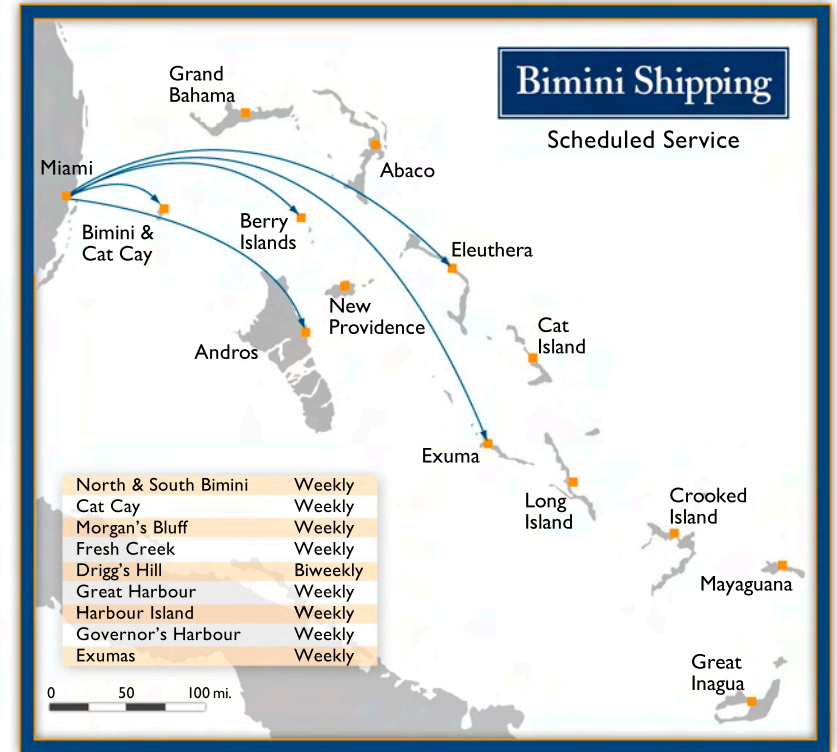 Bimini Shipping
Scheduled Service
Grand
Bahama
Abaco
Miami
Bimini &
Cat Cay
Berry
Islands
Eleuthera
New
Providence
Andros
Cat
Island
Exuma
Long
Island
Crooked
Island
Mayaguana
Great
Inagua
North & South Bimini Weekly
Cat Cay Weekly
Morgan's Bluff Weekly
Fresh Creek Weekly
Drigg's Hill Biweekly
Great Harbour Weekly
Harbour Island Weekly
Governor's Harbour Weekly
Exumas Weekly
0 50 100 mi.